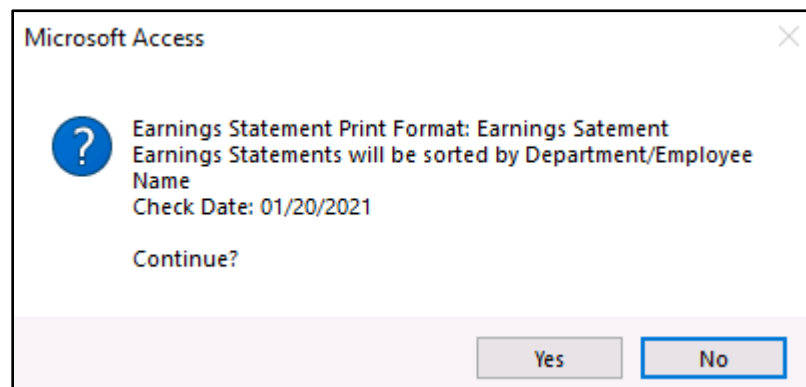 Microsoft Access
?
Earnings Statement Print Format: Earnings Satement
Earnings Statements will be sorted by Department/Employee
Name
Check Date: 01/20/2021
Continue?
Yes
No